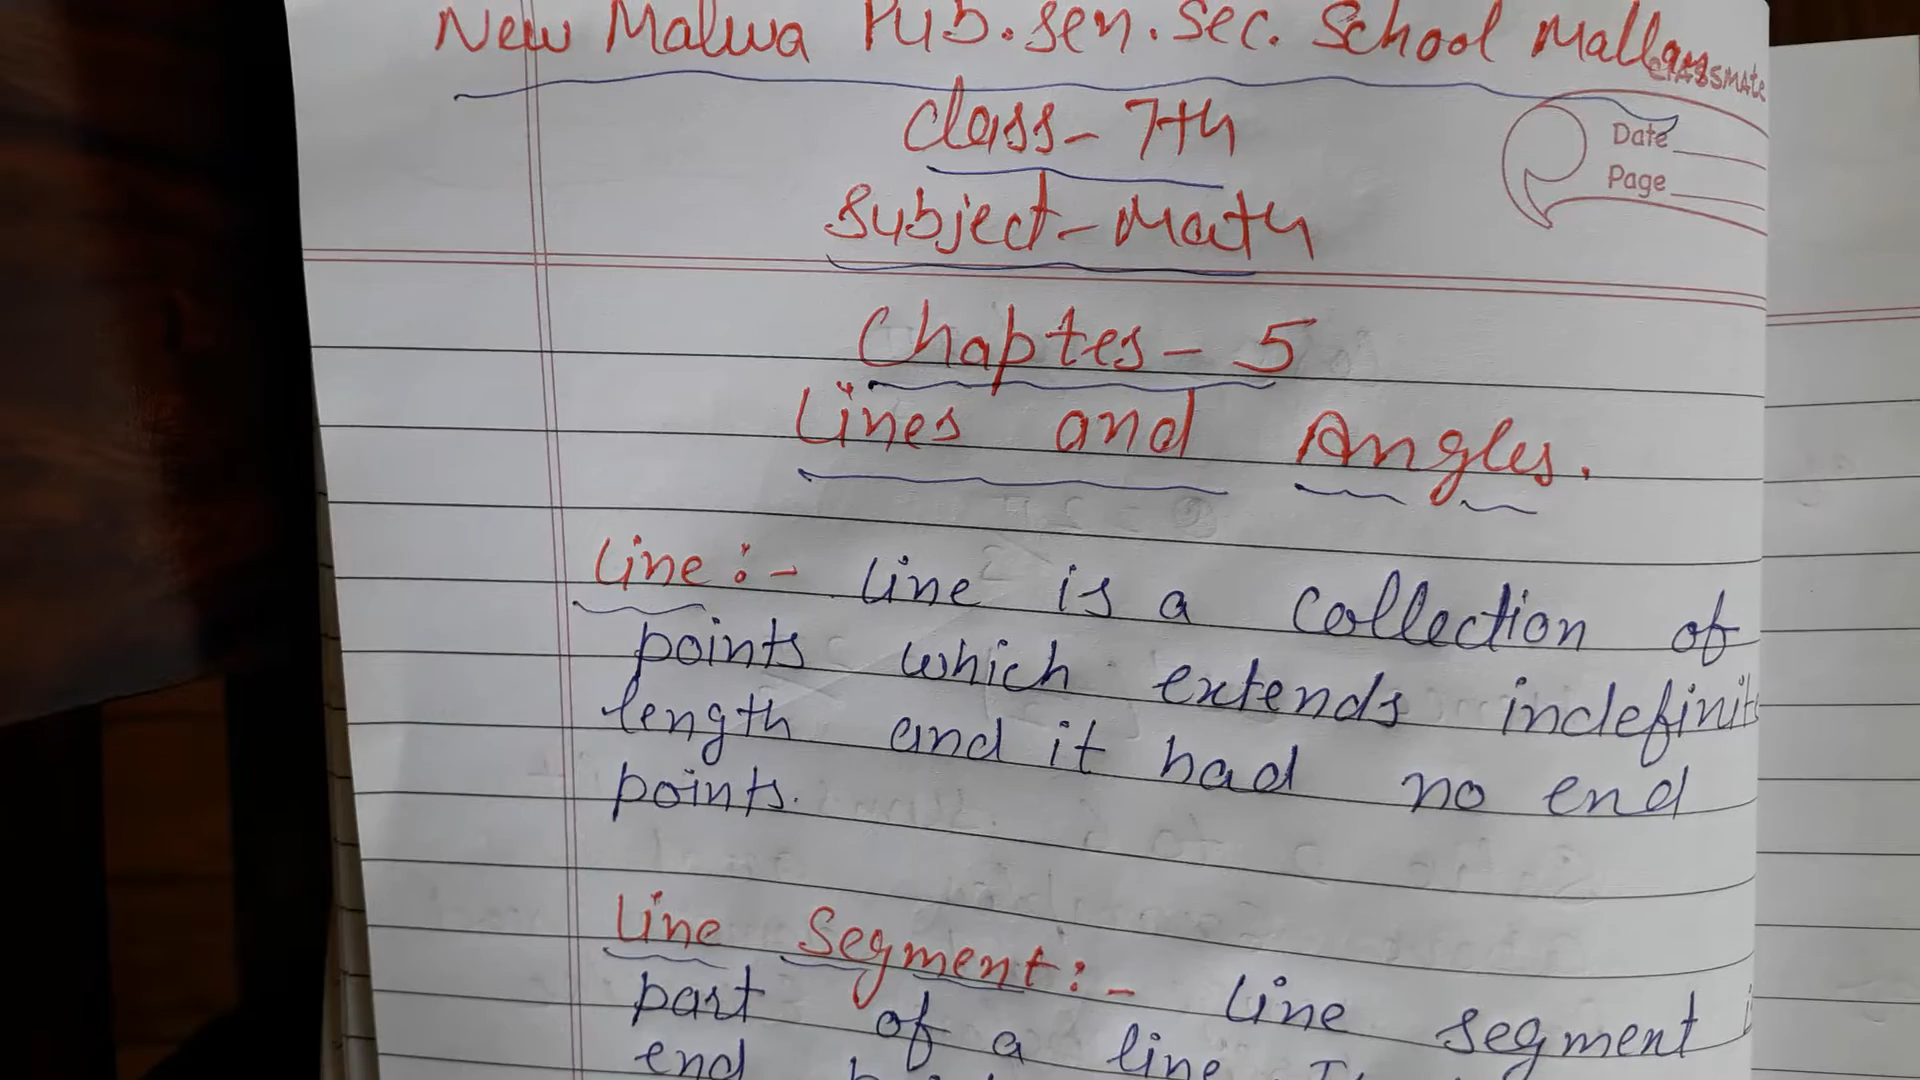 New Malwa Pub. sen. sec. School Mallan
classmate
Class - 7th
Date
Page
Subject - Math
Chapter - 5
Lines and Angles.
Line :- Line is a collection of
points which extends indefinite
length and it had no end
points.
Line Segment :- Line segment
part of a line. It
end